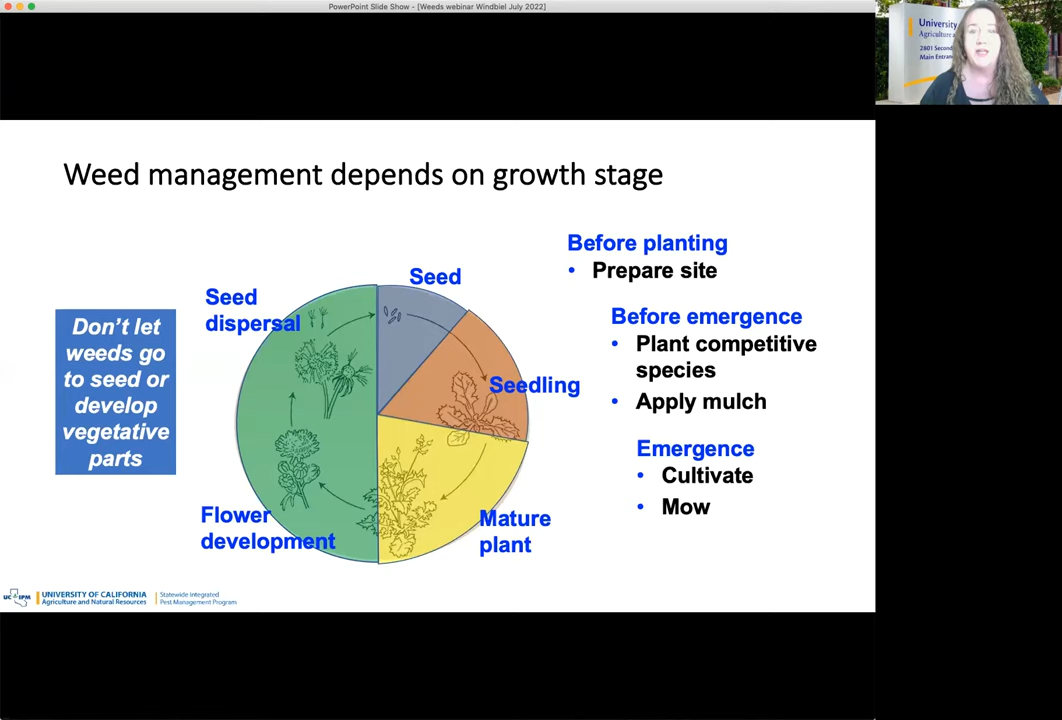 PowerPoint Slide Show - [Weeds webinar Windbiel July 2022]
University
Agriculture
2801 Second
Main Entran
Weed management depends on growth stage
Don't let
weeds go
to seed or
develop
vegetative
parts
Seed
dispersal
Seed
Seedling
Mature
plant
Flower
development
Before planting
• Prepare site
Before emergence
• Plant competitive
species
• Apply mulch
Emergence
• Cultivate
• Mow
UC IPM
UNIVERSITY OF CALIFORNIA
Agriculture and Natural Resources
Statewide Integrated
Pest Management Program